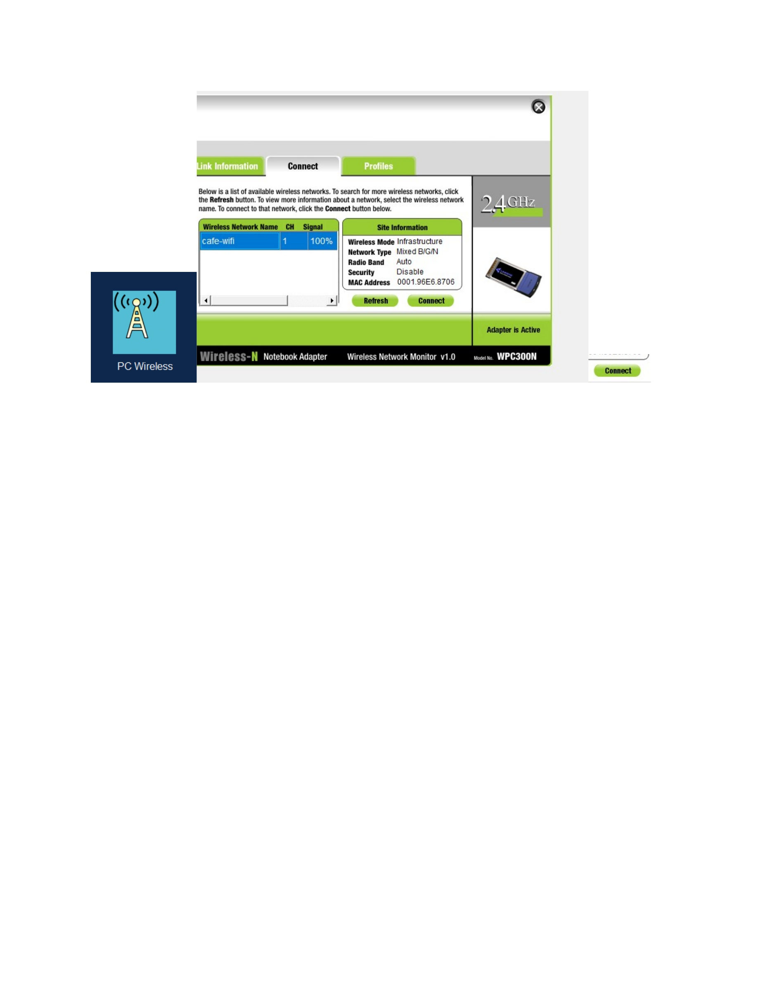 Link Information Connect Profiles
Below is a list of available wireless networks. To search for more wireless networks, click
the Refresh button. To view more information about a network, select the wireless network
name. To connect to that network, click the Connect button below.
2.4GHz
Wireless Network Name CH Signal
cafe-wifi 1 100%
Site Information
Wireless Mode Infrastructure
Network Type Mixed B/G/N
Radio Band Auto
Security Disable
MAC Address 0001.96E6.8706
Refresh Connect
Adapter is Active
Wireless-N Notebook Adapter Wireless Network Monitor v1.0 Model No. WPC300N
PC Wireless
Connect